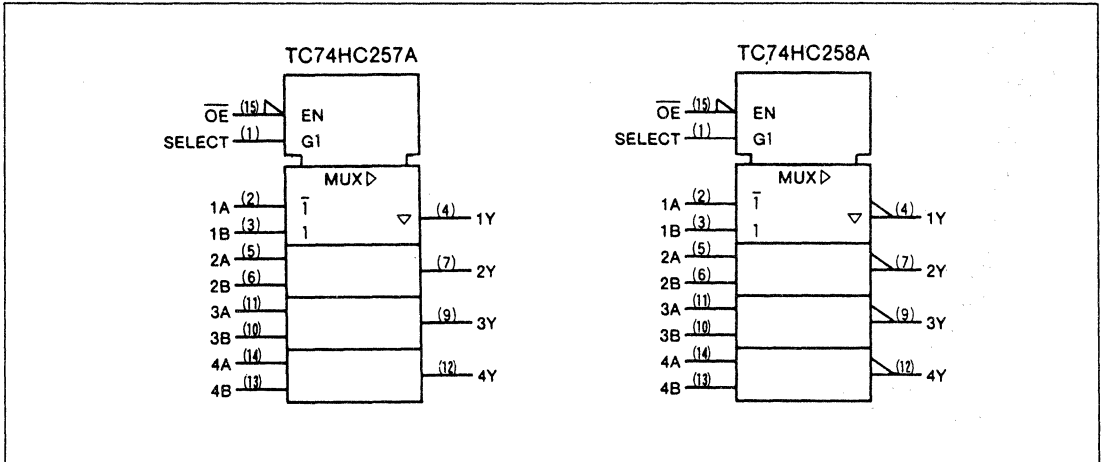 TC74HC257A
OE (15) EN
SELECT (1) G1
MUX
1A (2) 1
1B (3) 1
(4) 1Y
2A (5)
2B (6)
(7) 2Y
3A (11)
3B (10)
(9) 3Y
4A (14)
4B (13)
(12) 4Y
TC74HC258A
OE (15) EN
SELECT (1) G1
MUX
1A (2) 1
1B (3) 1
(4) 1Y
2A (5)
2B (6)
(7) 2Y
3A (11)
3B (10)
(9) 3Y
4A (14)
4B (13)
(12) 4Y